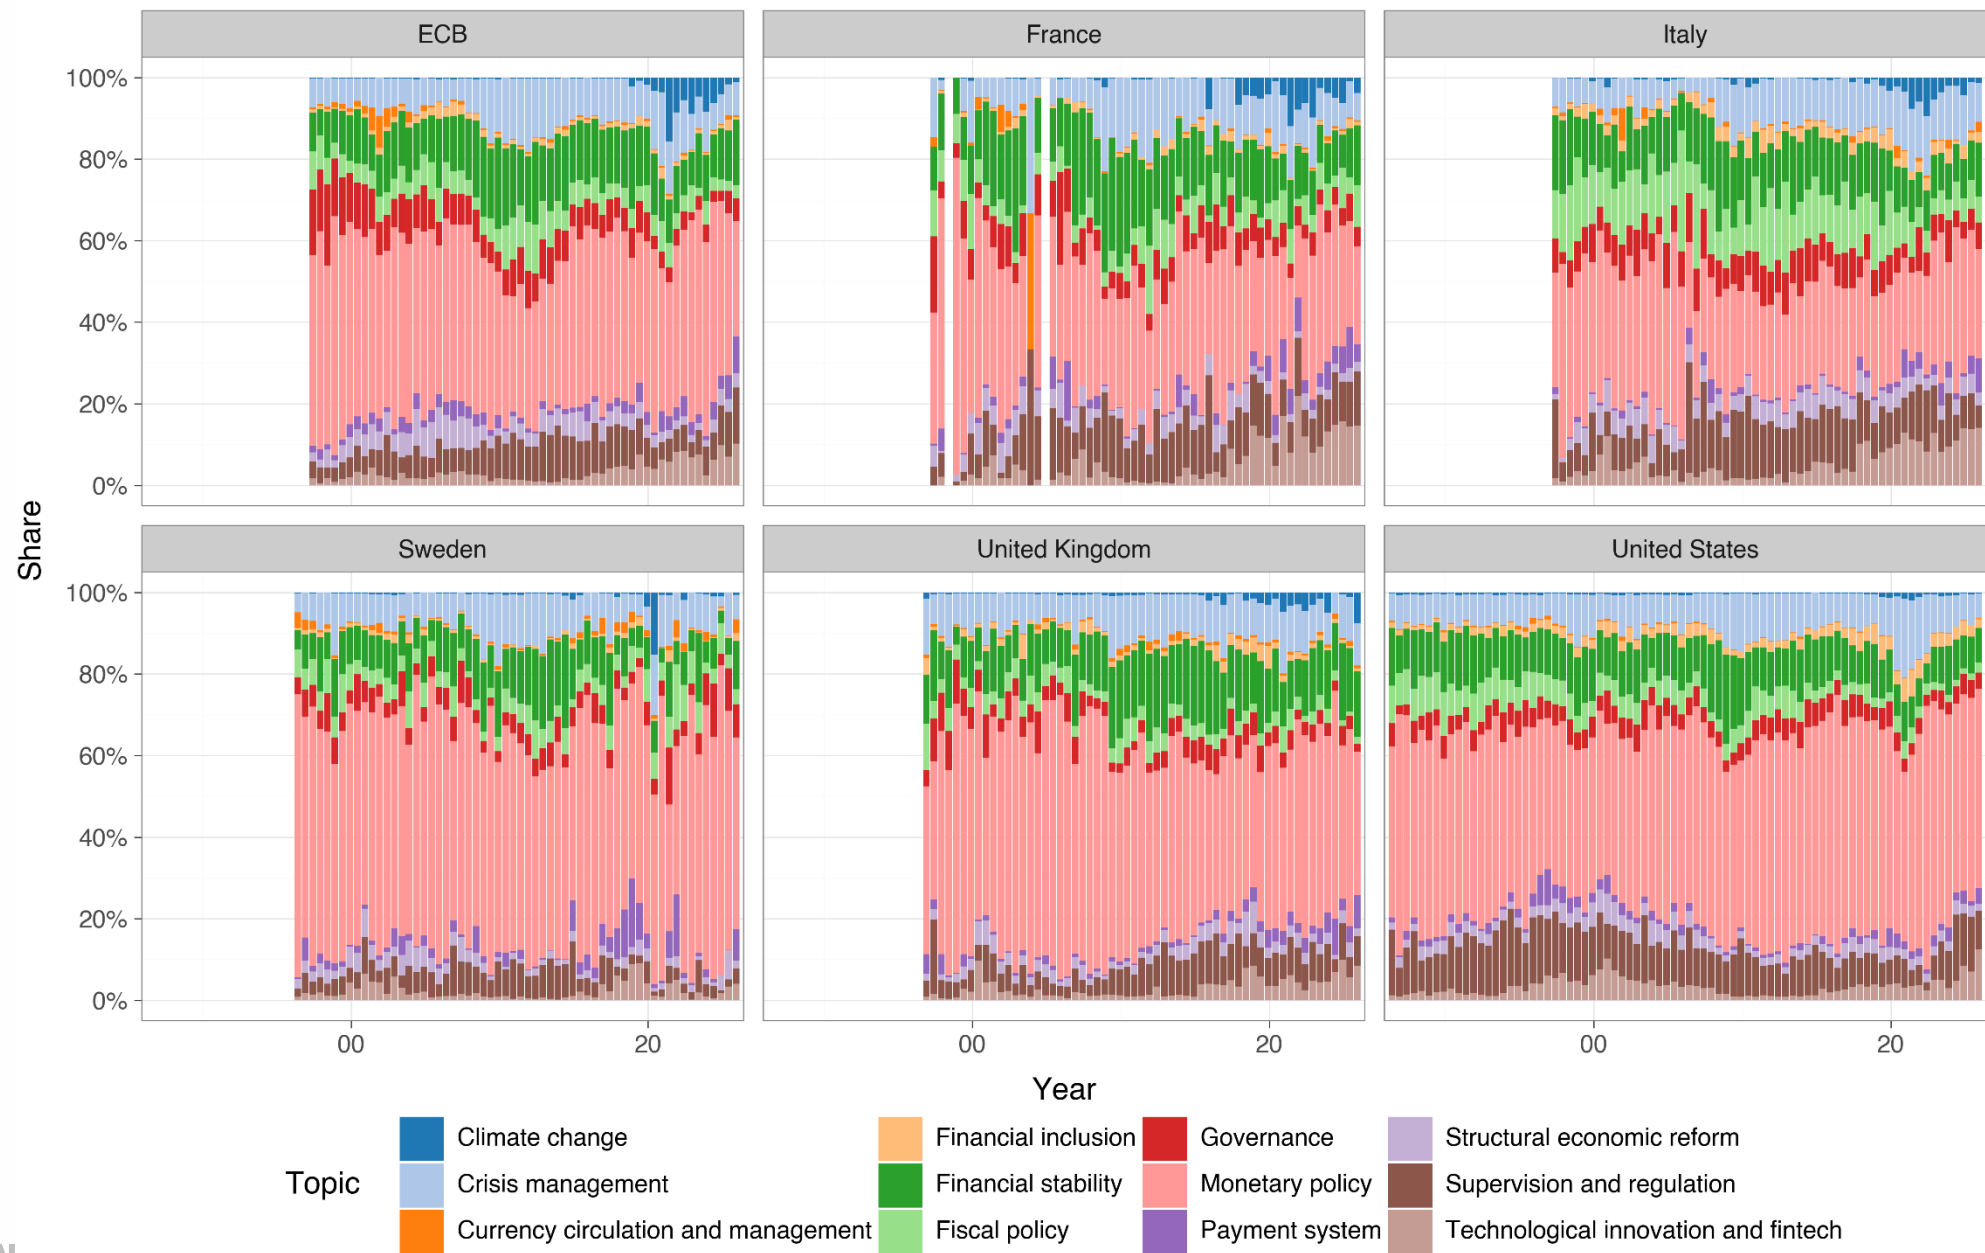 ECB France Italy
100%
80%
60%
40%
20%
0%
Share
Sweden United Kingdom United States
100%
80%
60%
40%
20%
0%
00 20 00 20 00 20
Year
Topic
Climate change Financial inclusion Governance Structural economic reform
Crisis management Financial stability Monetary policy Supervision and regulation
Currency circulation and management Fiscal policy Payment system Technological innovation and fintech